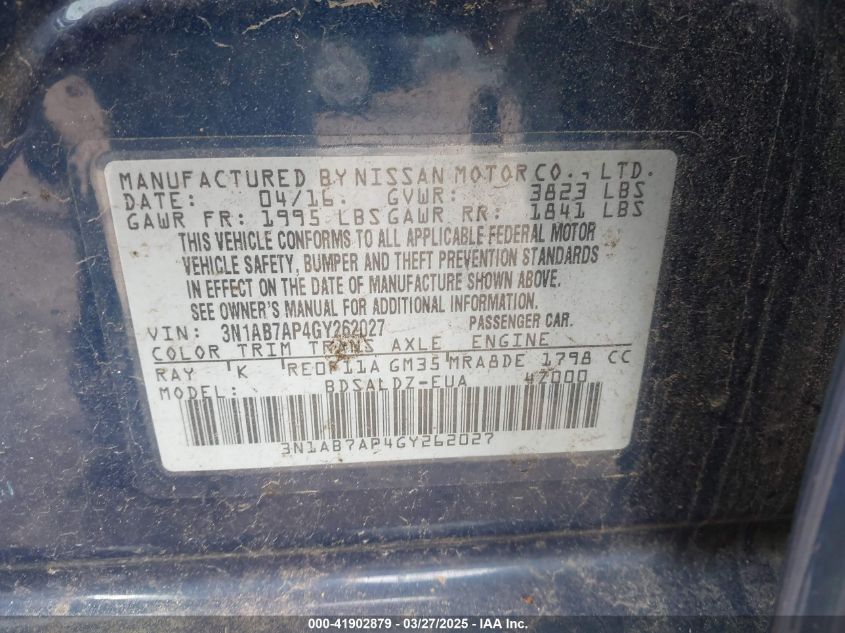 MANUFACTURED BY NISSAN MOTOR CO., LTD.
DATE: 04/16 GVWR: 3823 LBS
GAWR FR: 1995 LBS GAWR RR: 1841 LBS
THIS VEHICLE CONFORMS TO ALL APPLICABLE FEDERAL MOTOR
VEHICLE SAFETY, BUMPER AND THEFT PREVENTION STANDARDS
IN EFFECT ON THE DATE OF MANUFACTURE SHOWN ABOVE.
SEE OWNER'S MANUAL FOR ADDITIONAL INFORMATION.
VIN: 3N1AB7AP4GY262027 PASSENGER CAR.
COLOR TRIM TRANS AXLE ENGINE
RAY K RE0F11A GM35 MRA8DE 1798 CC
MODEL: BDSALDZ-EUA 42000
3N1AB7AP4GY262027
000-41902879 | 03/27/2025 - IAAI.com